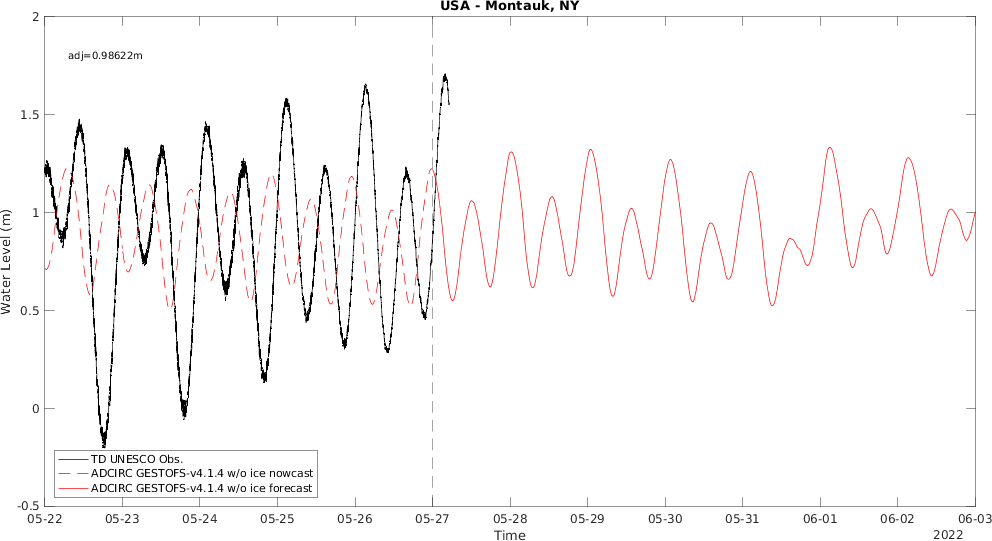 USA - Montauk, NY
2
adj=0.98622m
1.5
1
Water Level (m)
0.5
0
-0.5
TD UNESCO Obs.
ADCIRC GESTOFS-v4.1.4 w/o ice nowcast
ADCIRC GESTOFS-v4.1.4 w/o ice forecast
05-22 05-23 05-24 05-25 05-26 05-27 05-28 05-29 05-30 05-31 06-01 06-02 06-03
Time
2022